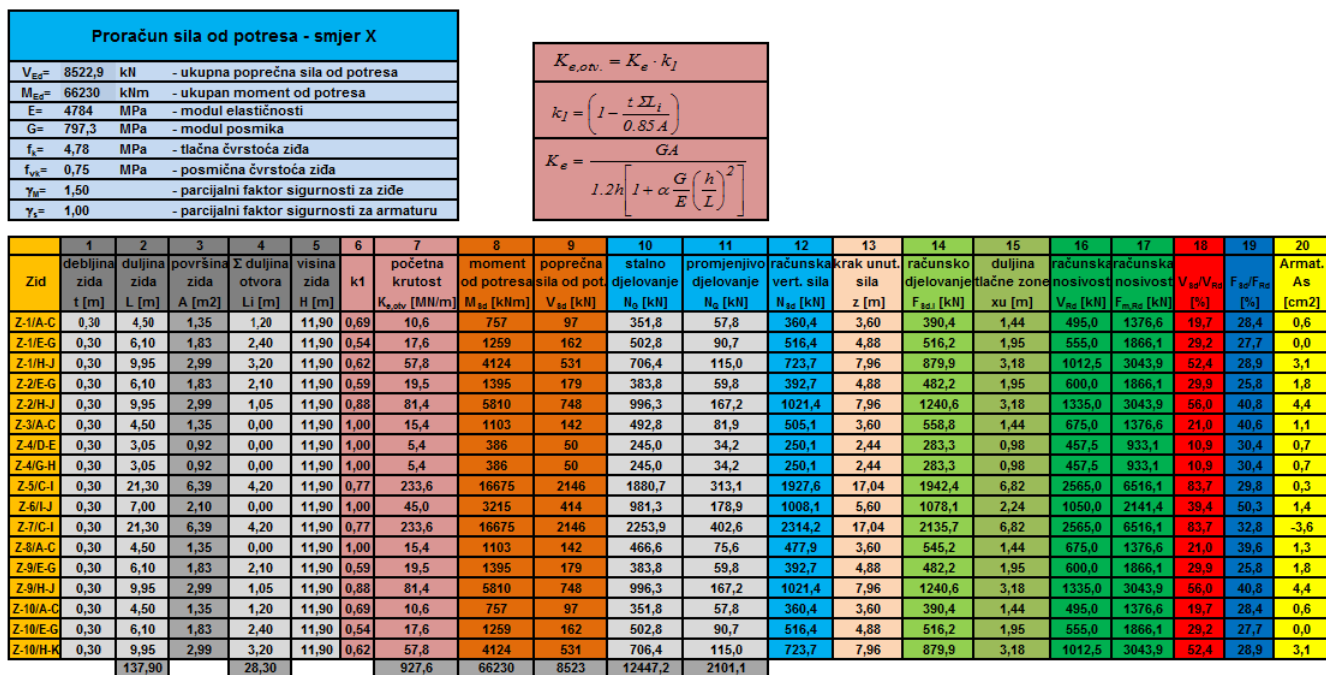 Proračun sila od potresa - smjer X
V_Ed= 8522,9 kN - ukupna poprečna sila od potresa
M_Ed= 66230 kNm - ukupan moment od potresa
E= 4784 MPa - modul elastičnosti
G= 797,3 MPa - modul posmika
f_k= 4,78 MPa - tlačna čvrstoća ziđa
f_vk= 0,75 MPa - posmična čvrstoća ziđa
γ_M= 1,50 - parcijalni faktor sigurnosti za ziđe
γ_s= 1,00 - parcijalni faktor sigurnosti za armaturu
K_e,otv. = K_e · k_1
k_1 = (1 - t ΣL_i / 0.85 A)
K_e = GA / 1.2h[1 + α G/E (h/L)^2]
1 2 3 4 5 6 7 8 9 10 11 12 13 14 15 16 17 18 19 20
Zid debljina zida t [m] duljina zida L [m] površina zida A [m2] Σ duljina otvora Li [m] visina zida H [m] k1 početna krutost K_e,otv [MN/m] moment od potresa M_Sd [kNm] poprečna sila od pot. V_Sd [kN] stalno djelovanje N_G [kN] promjenjivo djelovanje N_Q [kN] računska vert. sila N_Sd [kN] krak unut. sila z [m] računsko djelovanje F_Sd,i [kN] duljina tlačne zone xu [m] računska nosivost V_Rd [kN] računska nosivost F_m,Rd [kN] V_Sd/V_Rd [%] F_Sd/F_Rd [%] Armat. As [cm2]
Z-1/A-C 0,30 4,50 1,35 1,20 11,90 0,69 10,6 757 97 351,8 57,8 360,4 3,60 390,4 1,44 495,0 1376,6 19,7 28,4 0,6
Z-1/E-G 0,30 6,10 1,83 2,40 11,90 0,54 17,6 1259 162 502,8 90,7 516,4 4,88 516,2 1,95 555,0 1866,1 29,2 27,7 0,0
Z-1/H-J 0,30 9,95 2,99 3,20 11,90 0,62 57,8 4124 531 706,4 115,0 723,7 7,96 879,9 3,18 1012,5 3043,9 52,4 28,9 3,1
Z-2/E-G 0,30 6,10 1,83 2,10 11,90 0,59 19,5 1395 179 383,8 59,8 392,7 4,88 482,2 1,95 600,0 1866,1 29,9 25,8 1,8
Z-2/H-J 0,30 9,95 2,99 1,05 11,90 0,88 81,4 5810 748 996,3 167,2 1021,4 7,96 1240,6 3,18 1335,0 3043,9 56,0 40,8 4,4
Z-3/A-C 0,30 4,50 1,35 0,00 11,90 1,00 15,4 1103 142 492,8 81,9 505,1 3,60 558,8 1,44 675,0 1376,6 21,0 40,6 1,1
Z-4/D-E 0,30 3,05 0,92 0,00 11,90 1,00 5,4 386 50 245,0 34,2 250,1 2,44 283,3 0,98 457,5 933,1 10,9 30,4 0,7
Z-4/G-H 0,30 3,05 0,92 0,00 11,90 1,00 5,4 386 50 245,0 34,2 250,1 2,44 283,3 0,98 457,5 933,1 10,9 30,4 0,7
Z-5/C-I 0,30 21,30 6,39 4,20 11,90 0,77 233,6 16675 2146 1880,7 313,1 1927,6 17,04 1942,4 6,82 2565,0 6516,1 83,7 29,8 0,3
Z-6/I-J 0,30 7,00 2,10 0,00 11,90 1,00 45,0 3215 414 981,3 178,9 1008,1 5,60 1078,1 2,24 1050,0 2141,4 39,4 50,3 1,4
Z-7/C-I 0,30 21,30 6,39 4,20 11,90 0,77 233,6 16675 2146 2253,9 402,6 2314,2 17,04 2135,7 6,82 2565,0 6516,1 83,7 32,8 -3,6
Z-8/A-C 0,30 4,50 1,35 0,00 11,90 1,00 15,4 1103 142 466,6 75,6 477,9 3,60 545,2 1,44 675,0 1376,6 21,0 39,6 1,3
Z-9/E-G 0,30 6,10 1,83 2,10 11,90 0,59 19,5 1395 179 383,8 59,8 392,7 4,88 482,2 1,95 600,0 1866,1 29,9 25,8 1,8
Z-9/H-J 0,30 9,95 2,99 1,05 11,90 0,88 81,4 5810 748 996,3 167,2 1021,4 7,96 1240,6 3,18 1335,0 3043,9 56,0 40,8 4,4
Z-10/A-C 0,30 4,50 1,35 1,20 11,90 0,69 10,6 757 97 351,8 57,8 360,4 3,60 390,4 1,44 495,0 1376,6 19,7 28,4 0,6
Z-10/E-G 0,30 6,10 1,83 2,40 11,90 0,54 17,6 1259 162 502,8 90,7 516,4 4,88 516,2 1,95 555,0 1866,1 29,2 27,7 0,0
Z-10/H-K 0,30 9,95 2,99 3,20 11,90 0,62 57,8 4124 531 706,4 115,0 723,7 7,96 879,9 3,18 1012,5 3043,9 52,4 28,9 3,1
137,90 28,30 927,6 66230 8523 12447,2 2101,1